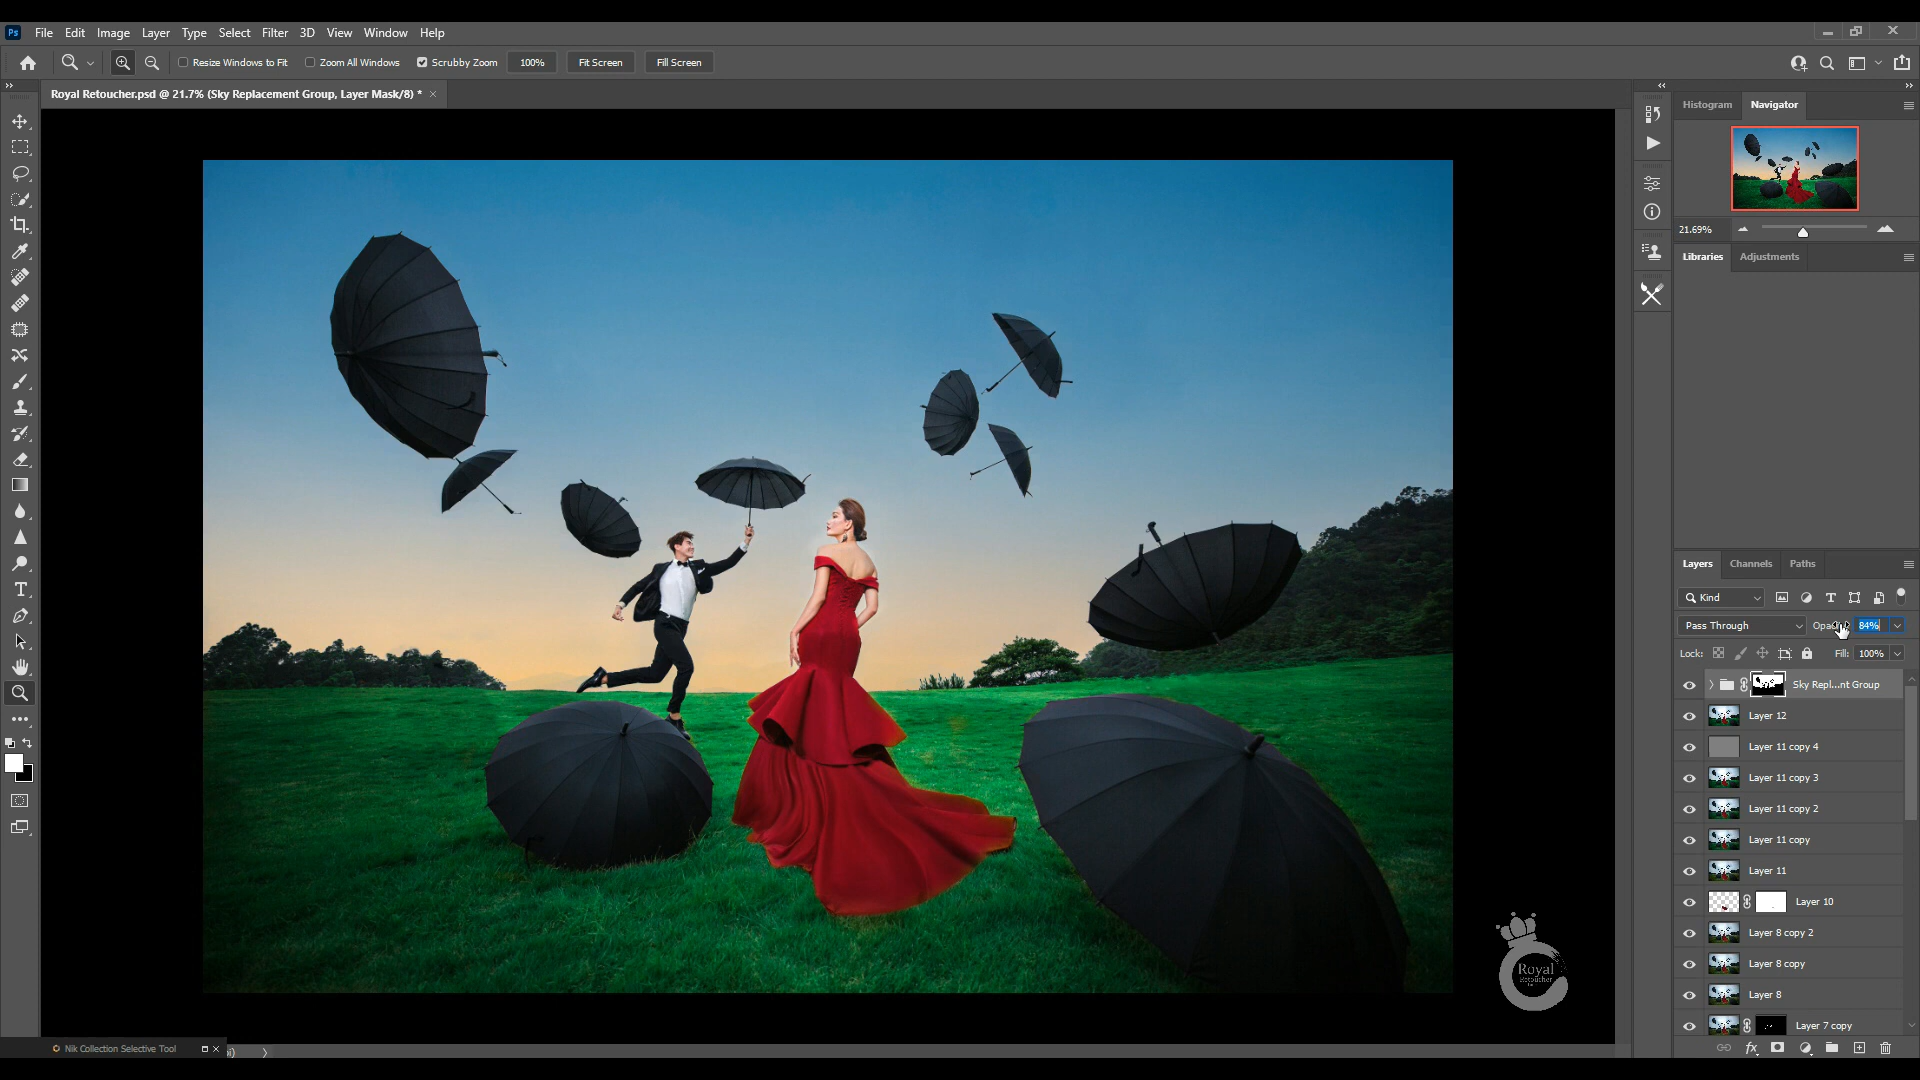 Ps File Edit Image Layer Type Select Filter 3D View Window Help
Resize Windows to Fit Zoom All Windows Scrubby Zoom 100% Fit Screen Fill Screen
Royal Retoucher.psd @ 21.7% (Sky Replacement Group, Layer Mask/8) *
Histogram Navigator
21.69%
Libraries Adjustments
Layers Channels Paths
Kind
Pass Through 84%
Lock: Fill: 100%
Sky Repl...nt Group
Layer 12
Layer 11 copy 4
Layer 11 copy 3
Layer 11 copy 2
Layer 11 copy
Layer 11
Layer 10
Layer 8 copy 2
Layer 8 copy
Layer 8
Layer 7 copy
Royal
Retoucher
Nik Collection Selective Tool